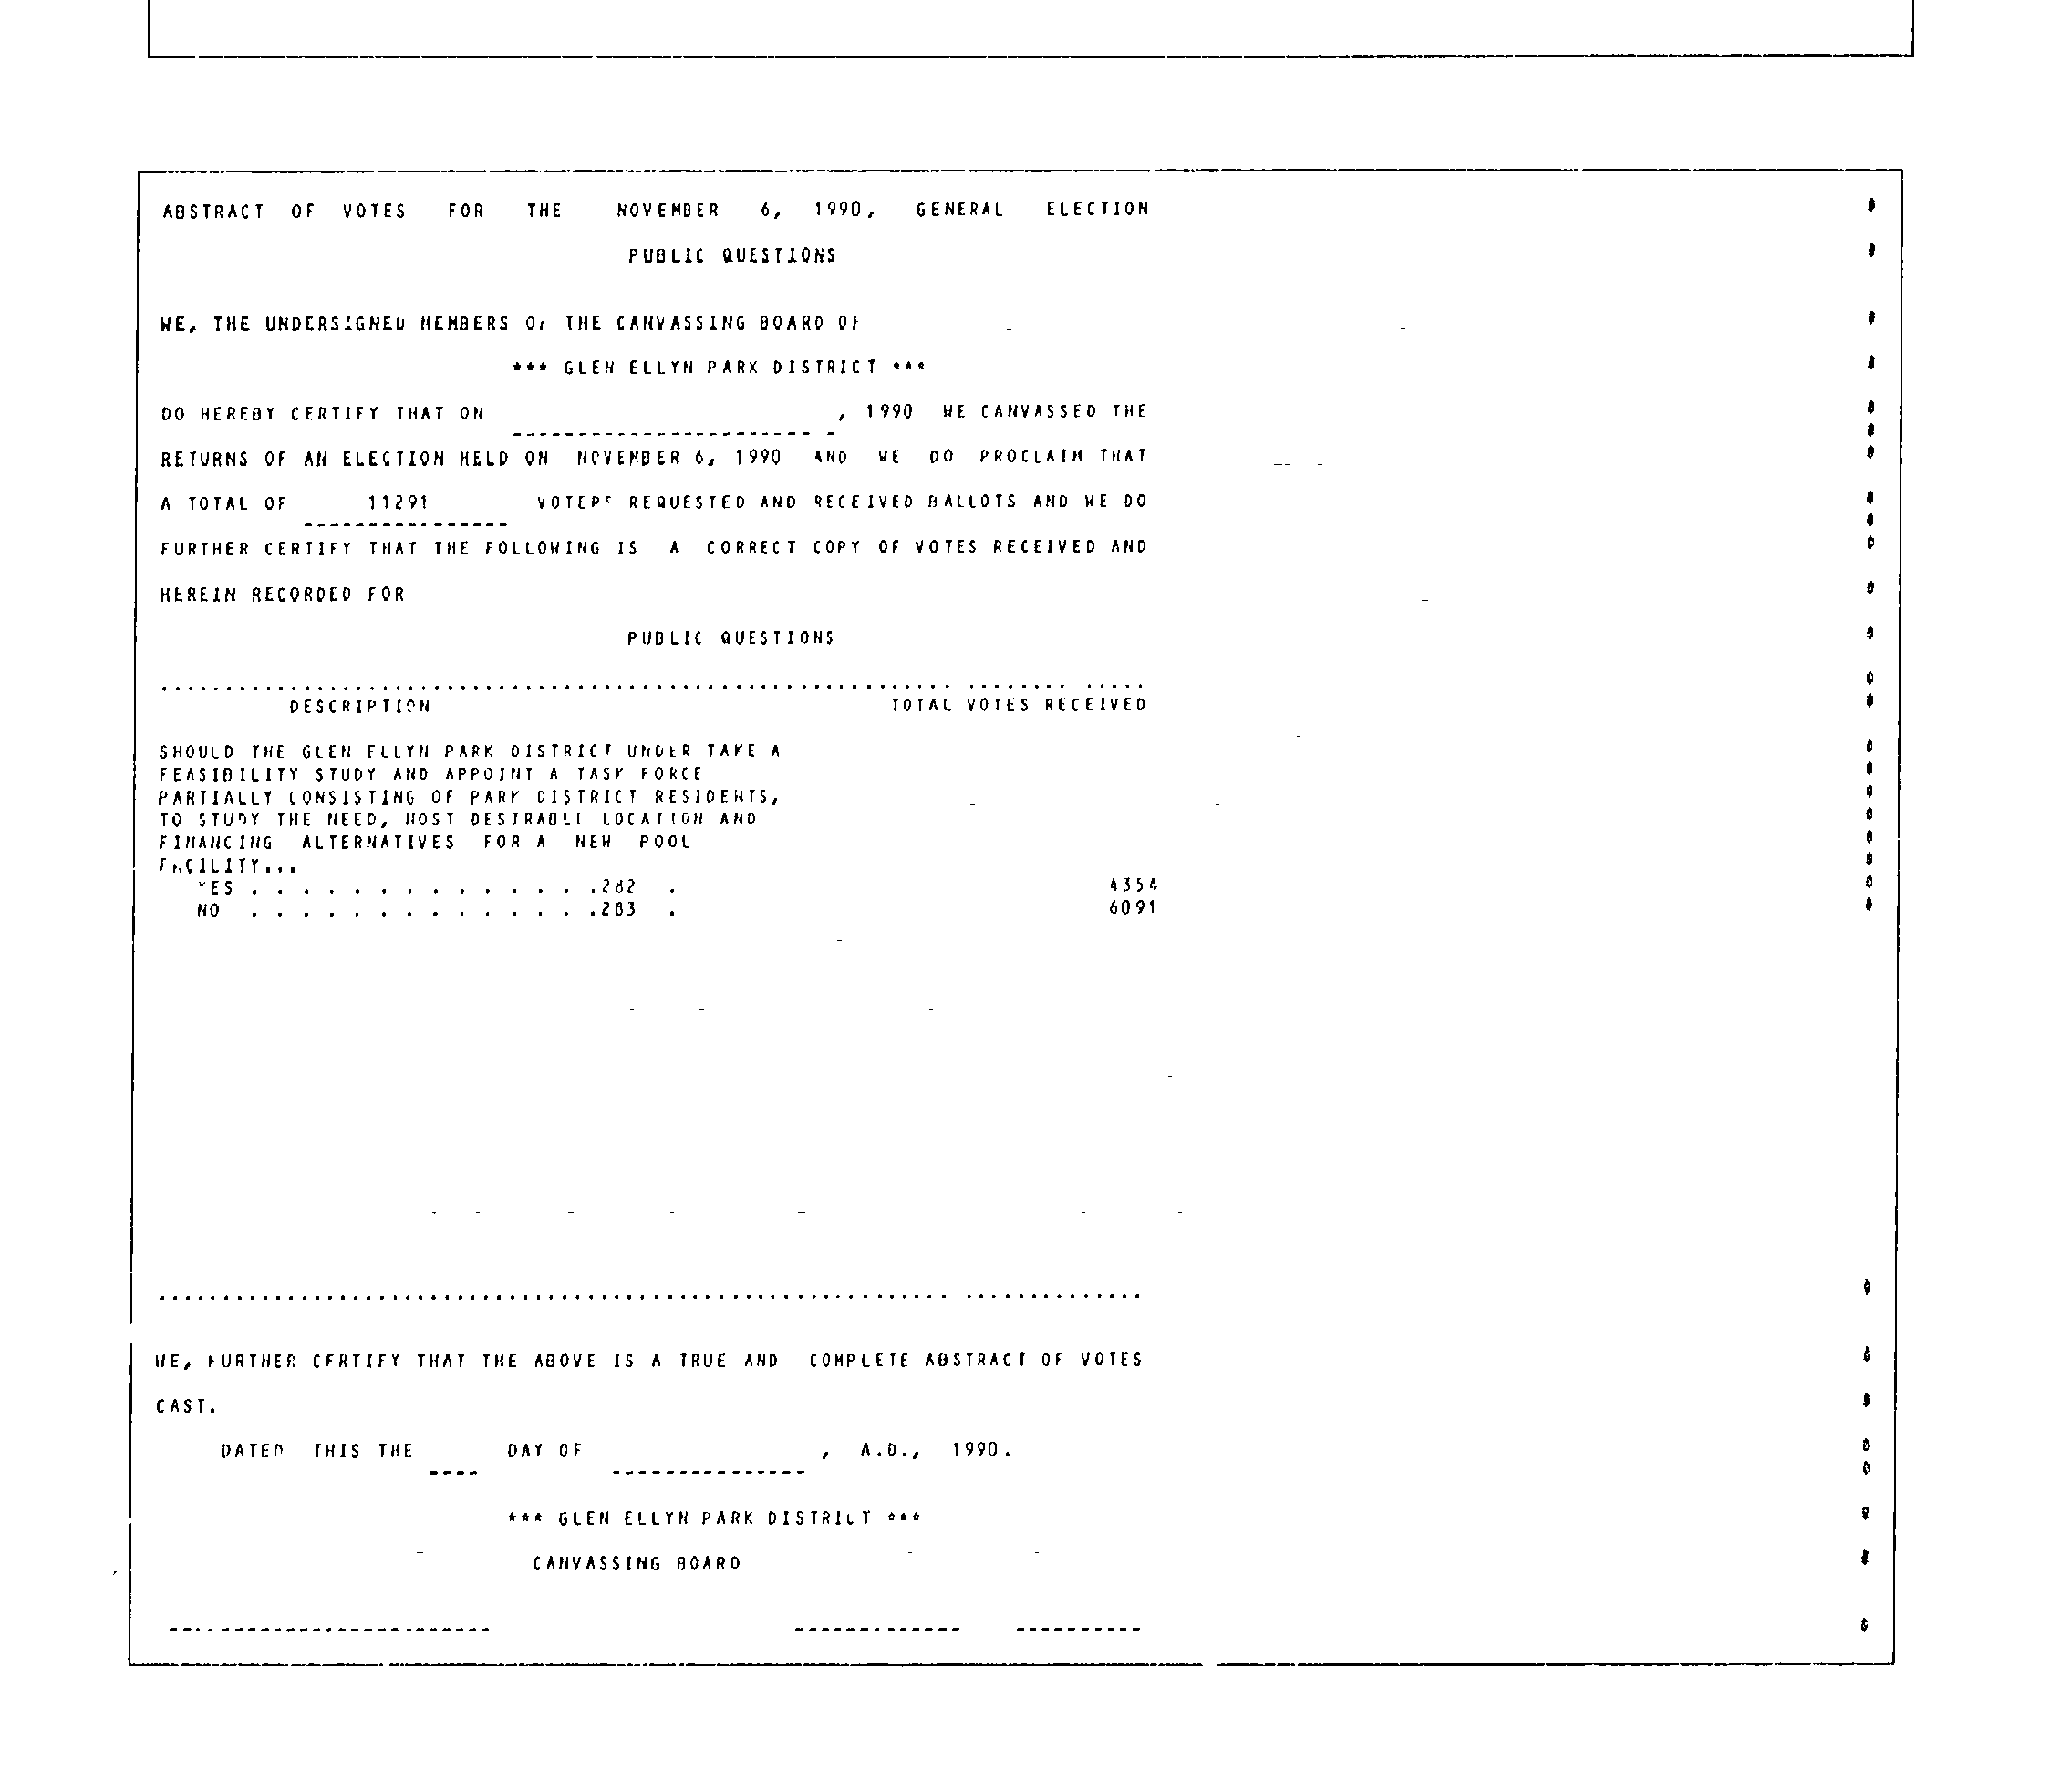 ABSTRACT OF VOTES FOR THE NOVEMBER 6, 1990, GENERAL ELECTION
PUBLIC QUESTIONS
WE, THE UNDERSIGNED MEMBERS OF THE CANVASSING BOARD OF
*** GLEN ELLYN PARK DISTRICT ***
DO HEREBY CERTIFY THAT ON , 1990 WE CANVASSED THE
RETURNS OF AN ELECTION HELD ON NOVEMBER 6, 1990 AND WE DO PROCLAIM THAT
A TOTAL OF 11291 VOTERS REQUESTED AND RECEIVED BALLOTS AND WE DO
FURTHER CERTIFY THAT THE FOLLOWING IS A CORRECT COPY OF VOTES RECEIVED AND
HEREIN RECORDED FOR
PUBLIC QUESTIONS
DESCRIPTION TOTAL VOTES RECEIVED
SHOULD THE GLEN ELLYN PARK DISTRICT UNDER TAKE A
FEASIBILITY STUDY AND APPOINT A TASK FORCE
PARTIALLY CONSISTING OF PARK DISTRICT RESIDENTS,
TO STUDY THE NEED, MOST DESIRABLE LOCATION AND
FINANCING ALTERNATIVES FOR A NEW POOL
FACILITY...
YES . . . . . . . . . . . . . .282 . 4354
NO . . . . . . . . . . . . . .283 . 6091
WE, FURTHER CERTIFY THAT THE ABOVE IS A TRUE AND COMPLETE ABSTRACT OF VOTES
CAST.
DATED THIS THE ---- DAY OF --------------- , A.D., 1990.
*** GLEN ELLYN PARK DISTRICT ***
CANVASSING BOARD